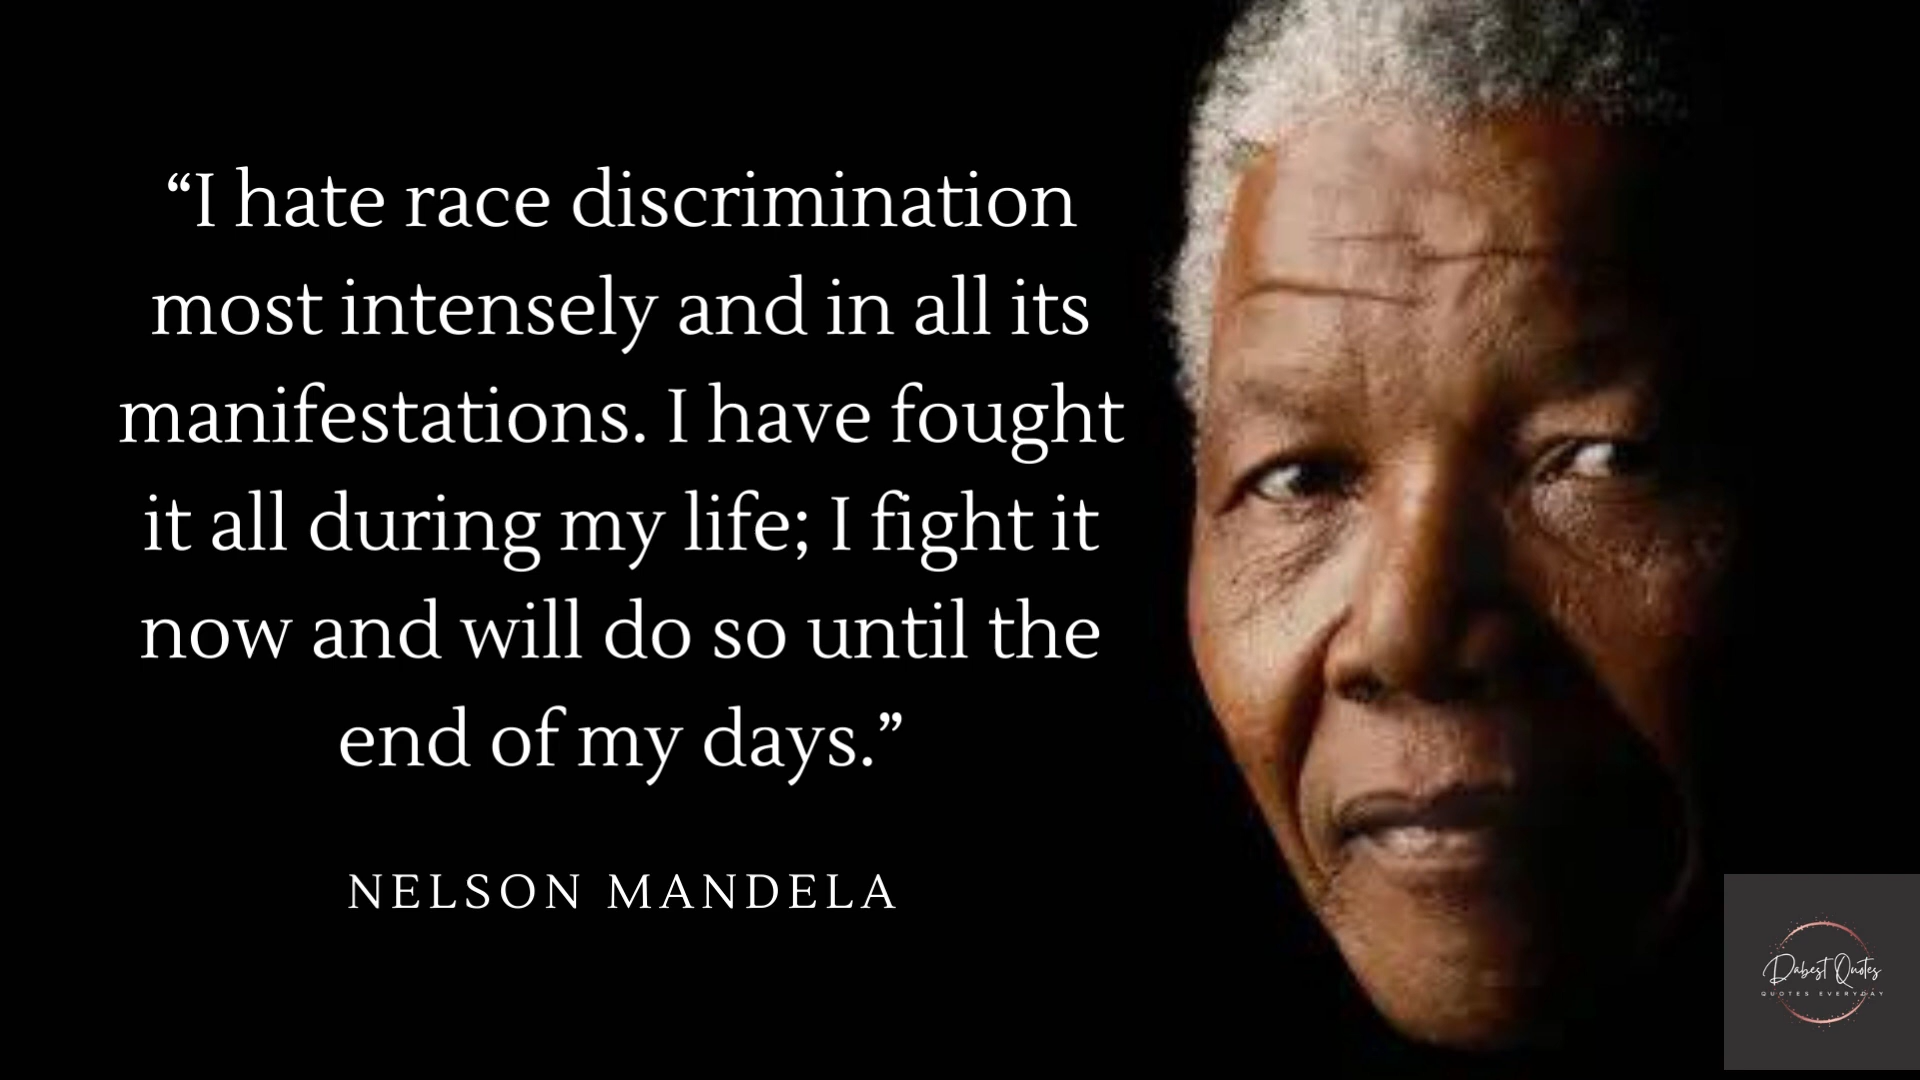 “I hate race discrimination
most intensely and in all its
manifestations. I have fought
it all during my life; I fight it
now and will do so until the
end of my days.”
NELSON MANDELA
Dabest Quotes
QUOTES EVERYDAY